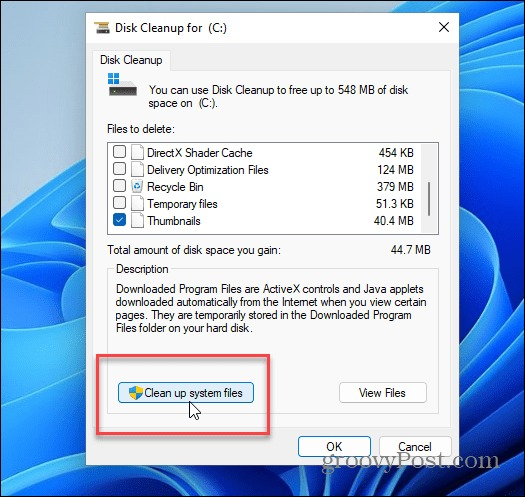 Disk Cleanup for (C:)
Disk Cleanup
You can use Disk Cleanup to free up to 548 MB of disk
space on (C:).
Files to delete:
DirectX Shader Cache 454 KB
Delivery Optimization Files 124 MB
Recycle Bin 379 MB
Temporary files 51.3 KB
Thumbnails 40.4 MB
Total amount of disk space you gain: 44.7 MB
Description
Downloaded Program Files are ActiveX controls and Java applets
downloaded automatically from the Internet when you view certain
pages. They are temporarily stored in the Downloaded Program
Files folder on your hard disk.
Clean up system files View Files
OK Cancel
groovyPost.com